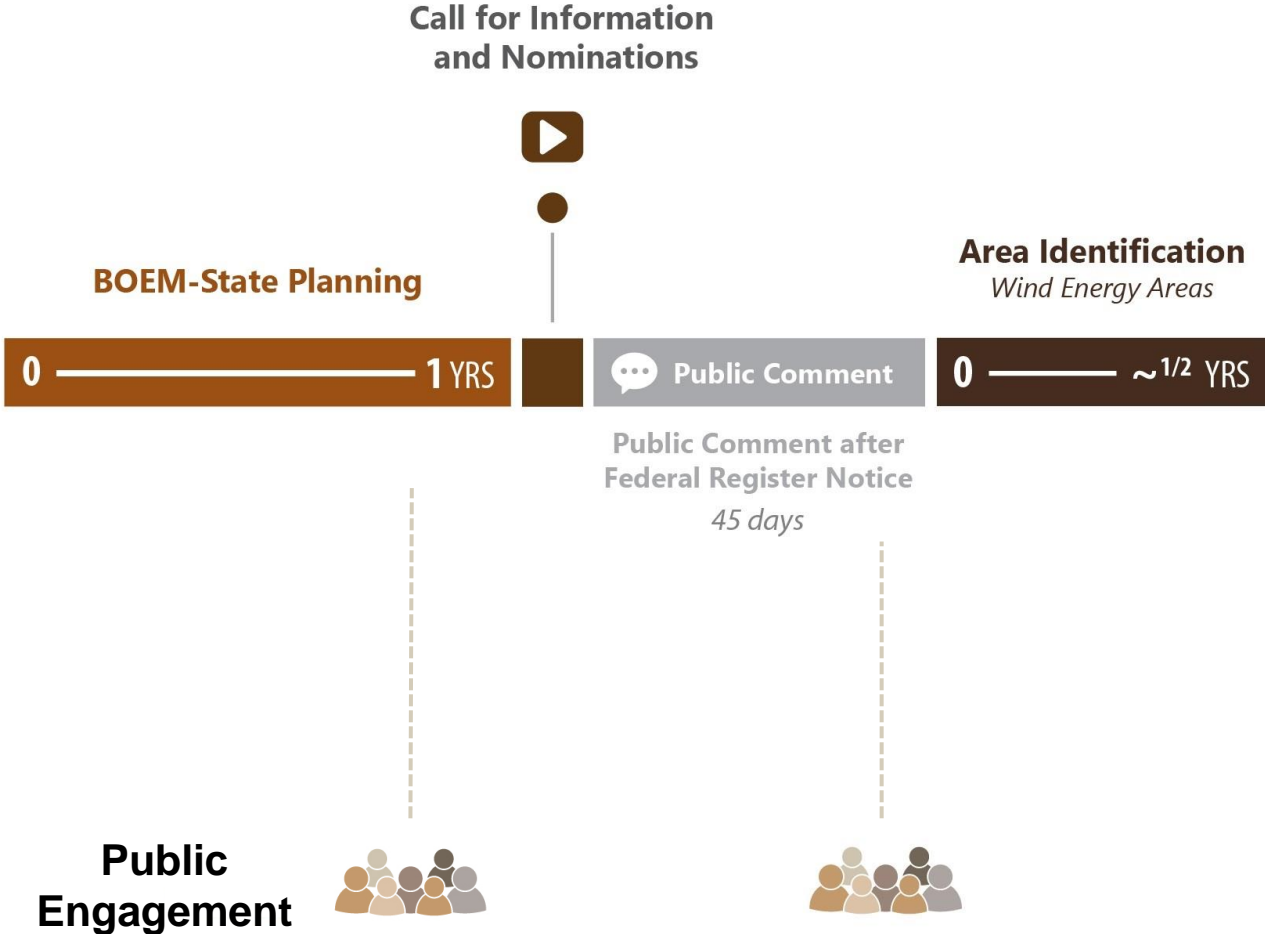 Call for Information
and Nominations
BOEM-State Planning
Area Identification
Wind Energy Areas
0 1 YRS
Public Comment
0 ~1/2 YRS
Public Comment after
Federal Register Notice
45 days
Public
Engagement